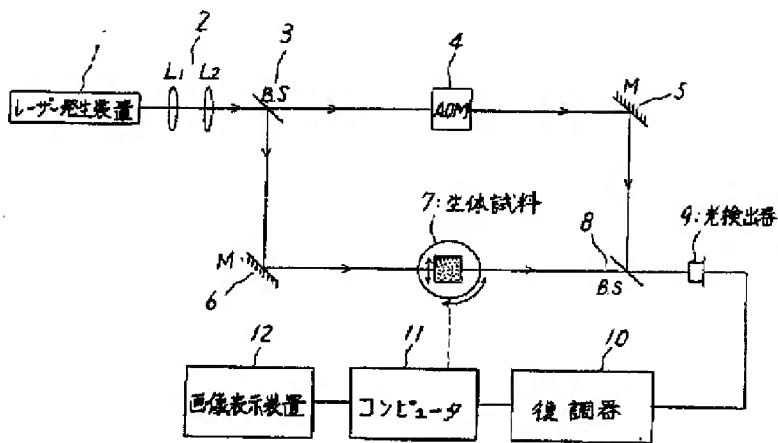 1
2
L1 L2
3
B.S
4
AOM
M
5
レーザー発生装置
7:生体試料
8
9:光検出器
M
6
B.S
12
11
10
画像表示装置
コンピュータ
復調器